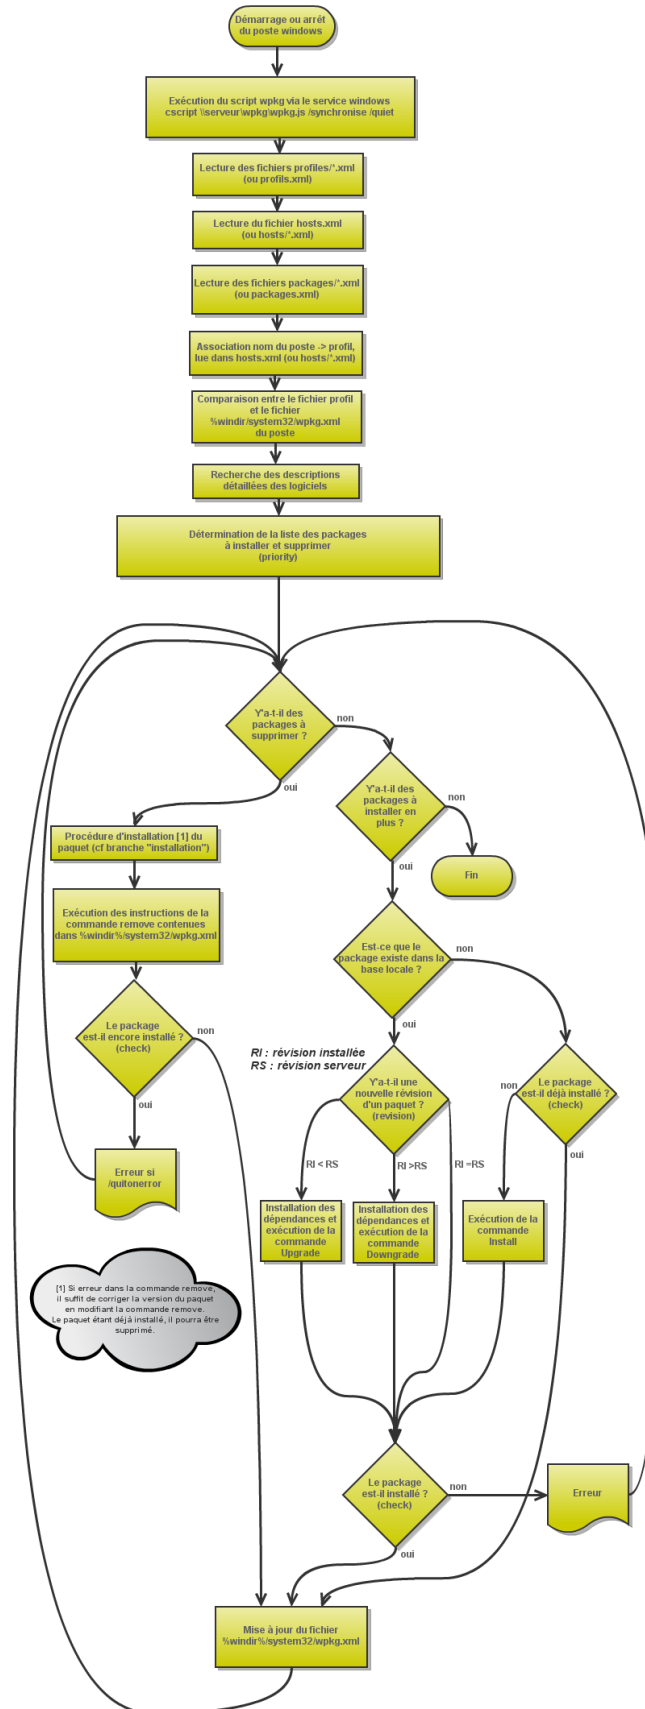 Démarrage ou arrêt
du poste windows
Exécution du script wpkg via le service windows
cscript \\serveur\wpkg\wpkg.js /synchronise /quiet
Lecture des fichiers profiles/*.xml
(ou profils.xml)
Lecture du fichier hosts.xml
(ou hosts/*.xml)
Lecture des fichiers packages/*.xml
(ou packages.xml)
Association nom du poste -> profil,
lue dans hosts.xml (ou hosts/*.xml)
Comparaison entre le fichier profil
et le fichier
%windir/system32/wpkg.xml
du poste
Recherche des descriptions
détaillées des logiciels
Détermination de la liste des packages
à installer et supprimer
(priority)
Y'a-t-il des
packages à
supprimer ?
non
oui
Y'a-t-il des
packages à
installer en
plus ?
non
oui
Fin
Procédure d'installation [1] du
paquet (cf branche "installation")
Exécution des instructions de la
commande remove contenues
dans %windir%/system32/wpkg.xml
Le package
est-il encore installé ?
(check)
non
oui
Erreur si
/quitonerror
[1] Si erreur dans la commande remove,
il suffit de corriger la version du paquet
en modifiant la commande remove.
Le paquet étant déjà installé, il pourra être
supprimé.
Est-ce que le
package existe dans la
base locale ?
non
oui
RI : révision installée
RS : révision serveur
Y'a-t-il une
nouvelle révision
d'un paquet ?
(revision)
Le package
est-il déjà installé ?
(check)
non
oui
RI < RS
RI >RS
RI =RS
Installation des
dépendances et
exécution de la
commande
Upgrade
Installation des
dépendances et
exécution de la
commande
Downgrade
Exécution de la
commande
Install
Le package
est-il installé ?
(check)
non
oui
Erreur
Mise à jour du fichier
%windir%/system32/wpkg.xml